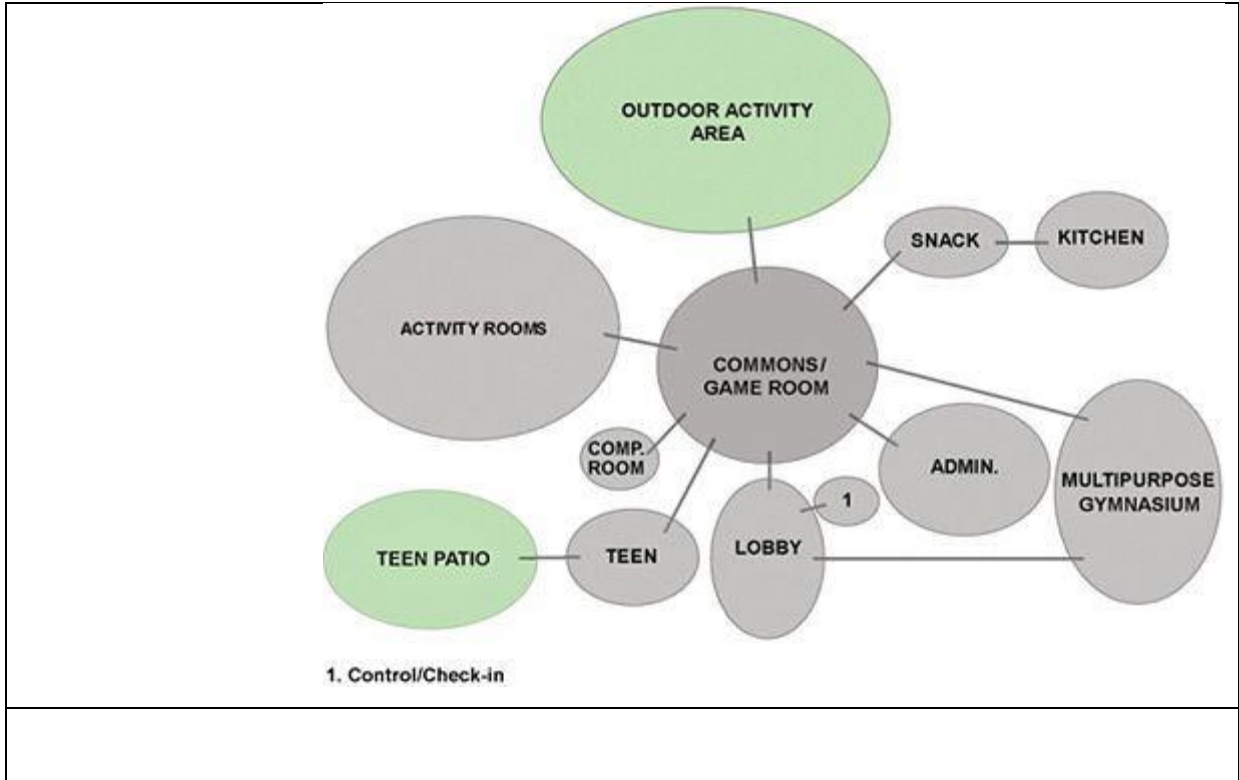 OUTDOOR ACTIVITY
AREA
SNACK
KITCHEN
ACTIVITY ROOMS
COMMONS/
GAME ROOM
COMP.
ROOM
ADMIN.
MULTIPURPOSE
GYMNASIUM
1
LOBBY
TEEN PATIO
TEEN
1. Control/Check-in